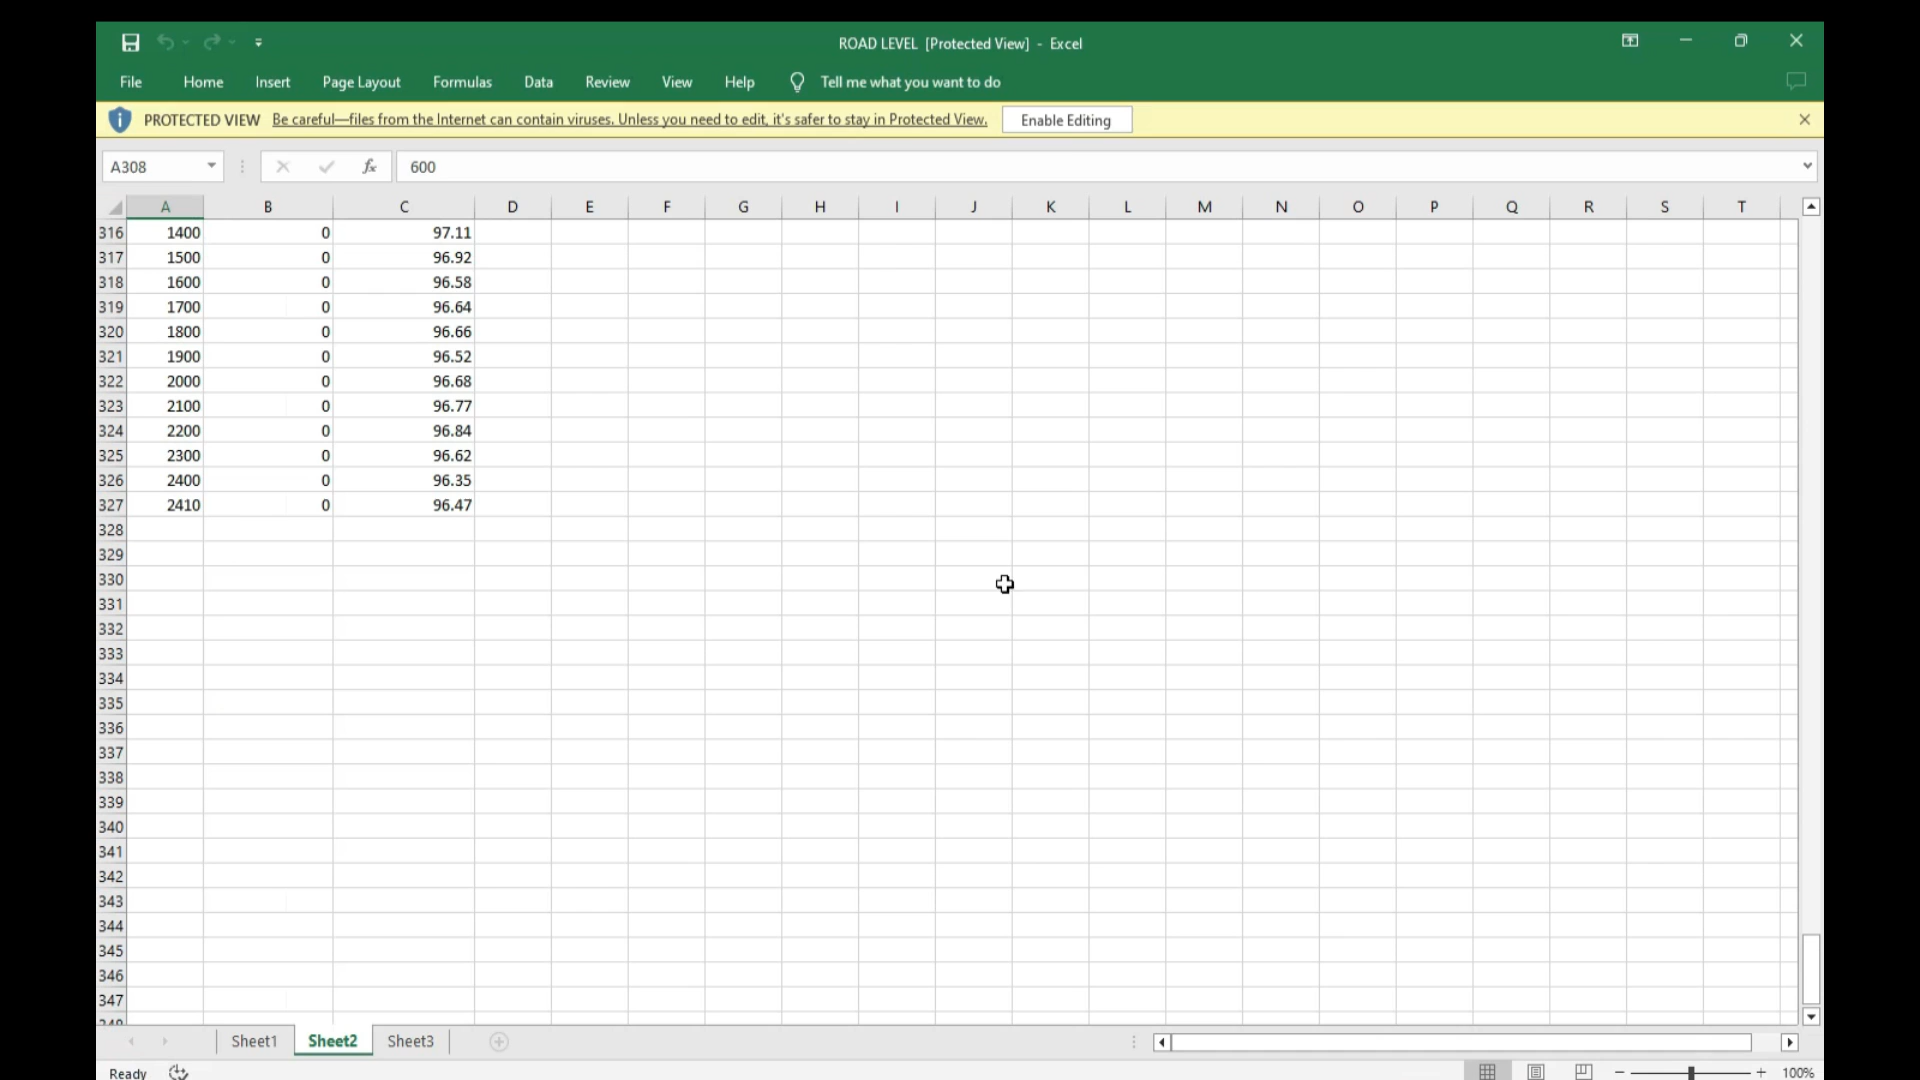 ROAD LEVEL [Protected View] - Excel
File Home Insert Page Layout Formulas Data Review View Help Tell me what you want to do
PROTECTED VIEW Be careful—files from the Internet can contain viruses. Unless you need to edit, it's safer to stay in Protected View. Enable Editing
A308 fx 600
A B C D E F G H I J K L M N O P Q R S T
316 1400 0 97.11
317 1500 0 96.92
318 1600 0 96.58
319 1700 0 96.64
320 1800 0 96.66
321 1900 0 96.52
322 2000 0 96.68
323 2100 0 96.77
324 2200 0 96.84
325 2300 0 96.62
326 2400 0 96.35
327 2410 0 96.47
328
329
330
331
332
333
334
335
336
337
338
339
340
341
342
343
344
345
346
347
348
Sheet1 Sheet2 Sheet3
Ready 100%